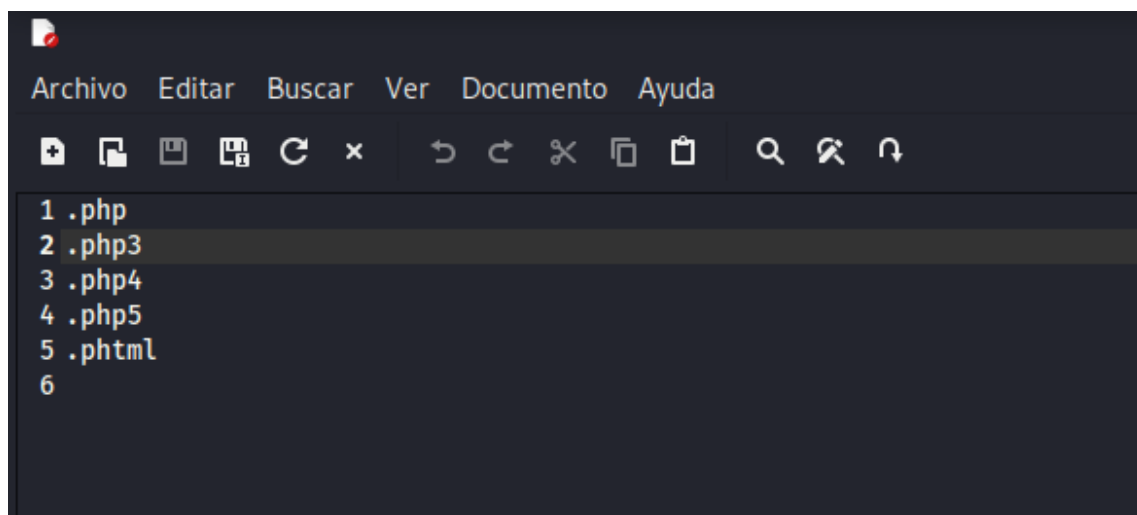 Archivo Editar Buscar Ver Documento Ayuda
1 .php
2 .php3
3 .php4
4 .php5
5 .phtml
6